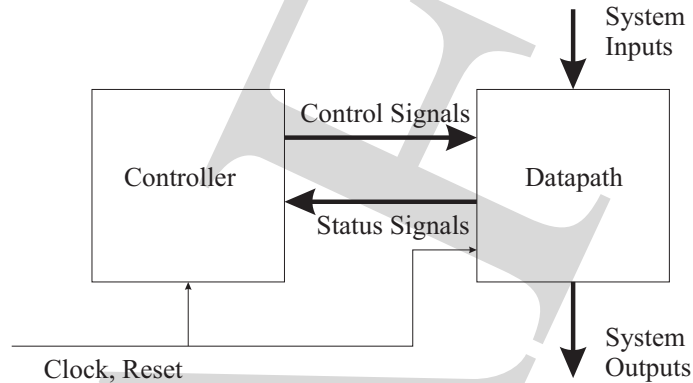 System
Inputs
Control Signals
Controller
Datapath
Status Signals
Clock, Reset
System
Outputs